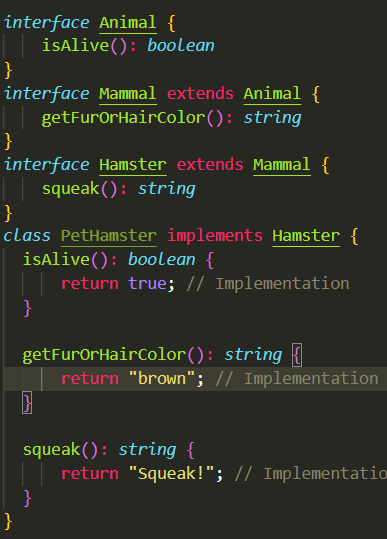 interface Animal {
    isAlive(): boolean
}
interface Mammal extends Animal {
    getFurOrHairColor(): string
}
interface Hamster extends Mammal {
    squeak(): string
}
class PetHamster implements Hamster {
  isAlive(): boolean {
      return true; // Implementation
  }

  getFurOrHairColor(): string {
      return "brown"; // Implementation
  }

  squeak(): string {
      return "Squeak!"; // Implementatio
  }
}